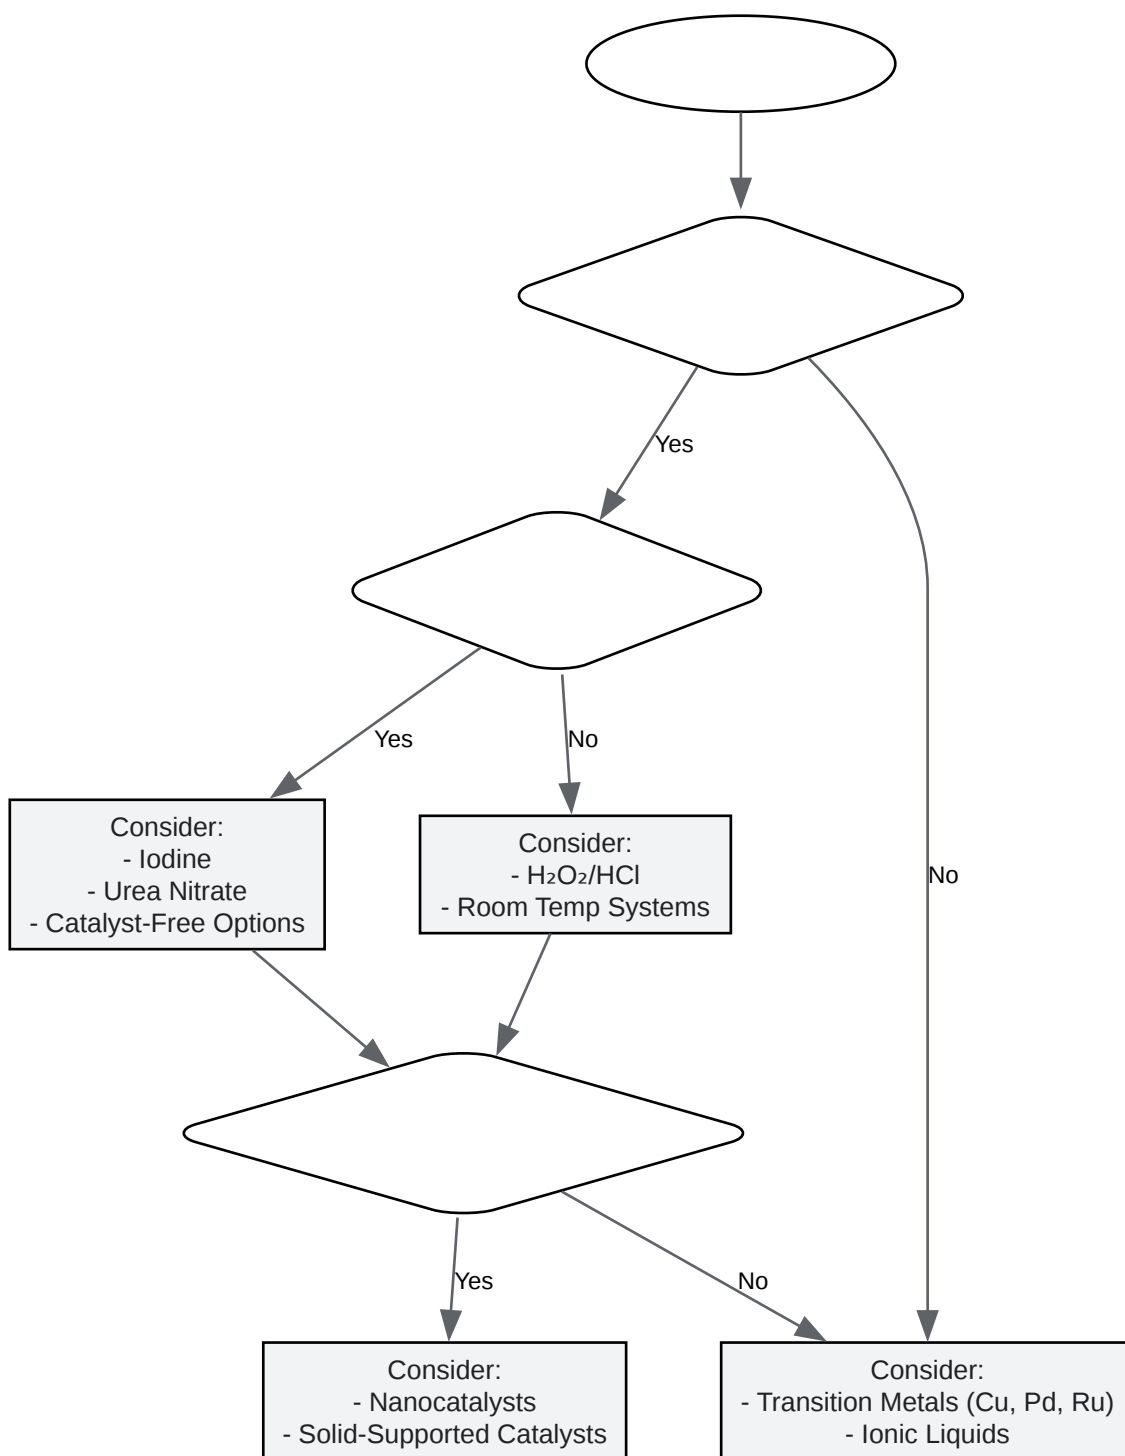 Yes
Yes
No
Consider:
- Iodine
- Urea Nitrate
- Catalyst-Free Options
Consider:
- H₂O₂/HCl
- Room Temp Systems
No
Yes
No
Consider:
- Nanocatalysts
- Solid-Supported Catalysts
Consider:
- Transition Metals (Cu, Pd, Ru)
- Ionic Liquids